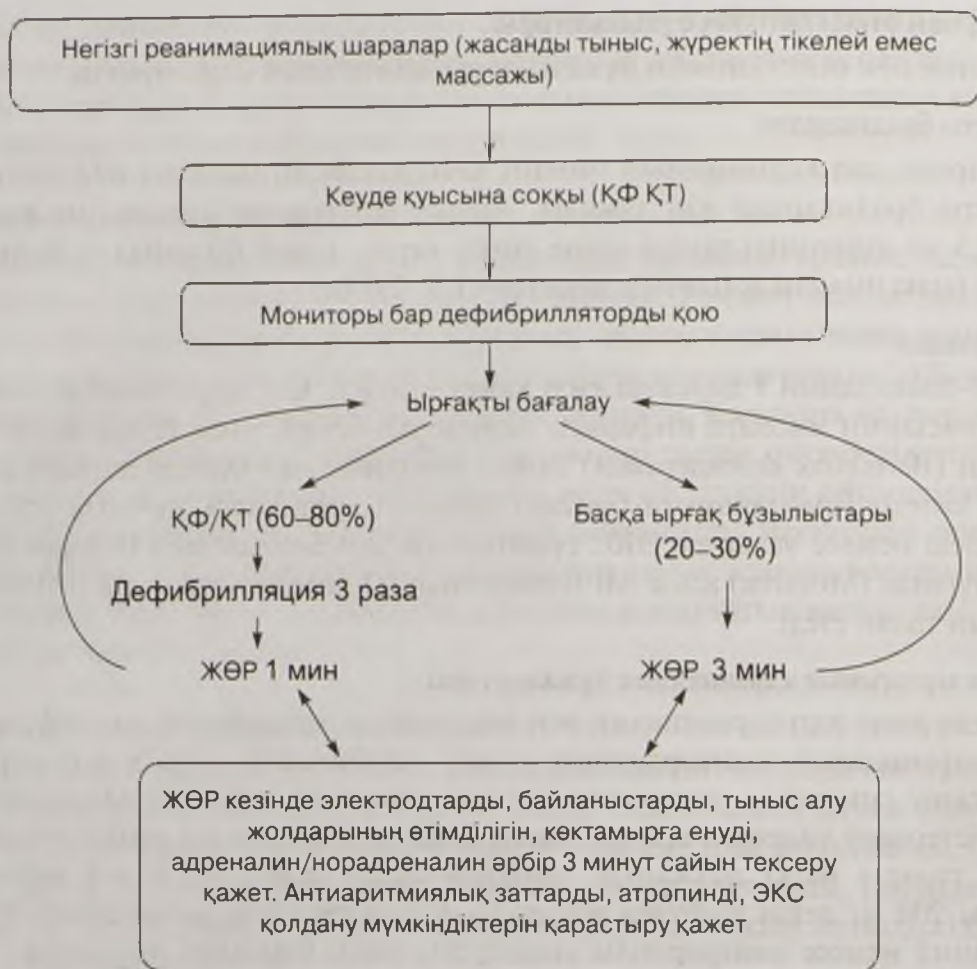 Негізгі реанимациялық шаралар (жасанды тыныс, жүректің тікелей емес
массажы)
Кеуде қуысына соққы (ҚФ ҚТ)
Мониторы бар дефибрилляторды қою
Ырғақты бағалау
ҚФ/ҚТ (60–80%)
Дефибрилляция 3 раза
ЖӨР 1 мин
Басқа ырғақ бұзылыстары
(20–30%)
ЖӨР 3 мин
ЖӨР кезінде электродтарды, байланыстарды, тыныс алу
жолдарының өтімділігін, көктамырға енуді,
адреналин/норадреналин әрбір 3 минут сайын тексеру
қажет. Антиаритмиялық заттарды, атропинді, ЭКС
қолдану мүмкіндіктерін қарастыру қажет